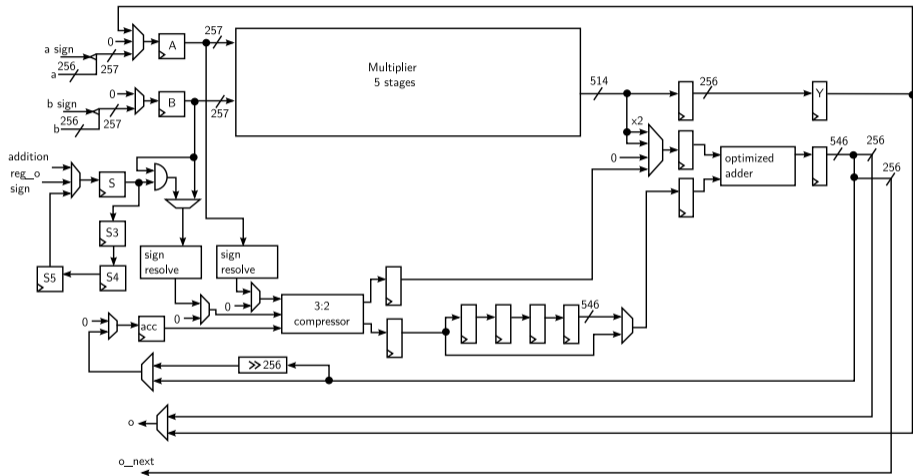 257
0
A
a sign
256
a
257
Multiplier
5 stages
514
256
Y
0
B
b sign
256
b
257
257
x2
0
optimized
adder
546
256
256
addition
reg_o
sign
S
S3
S4
S5
sign
resolve
sign
resolve
0
0
3:2
compressor
546
0
acc
≫256
o
o_next